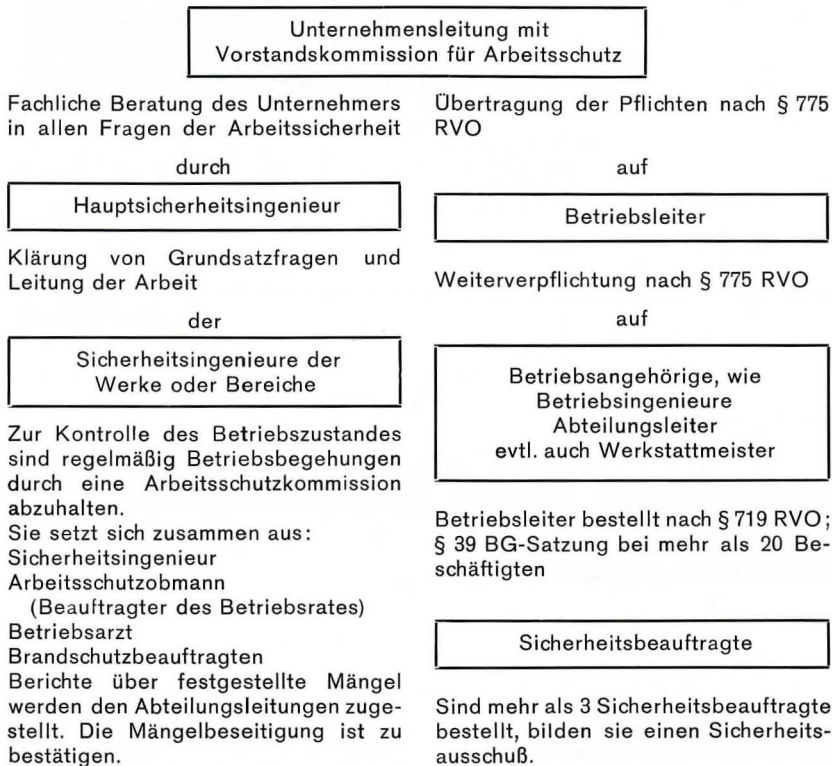 Unternehmensleitung mit
Vorstandskommission für Arbeitsschutz
Fachliche Beratung des Unternehmers
in allen Fragen der Arbeitssicherheit
durch
Hauptsicherheitsingenieur
Klärung von Grundsatzfragen und
Leitung der Arbeit
der
Sicherheitsingenieure der
Werke oder Bereiche
Zur Kontrolle des Betriebszustandes
sind regelmäßig Betriebsbegehungen
durch eine Arbeitsschutzkommission
abzuhalten.
Sie setzt sich zusammen aus:
Sicherheitsingenieur
Arbeitsschutzobmann
(Beauftragter des Betriebsrates)
Betriebsarzt
Brandschutzbeauftragten
Berichte über festgestellte Mängel
werden den Abteilungsleitungen zuge-
stellt. Die Mängelbeseitigung ist zu
bestätigen.
Übertragung der Pflichten nach § 775
RVO
auf
Betriebsleiter
Weiterverpflichtung nach § 775 RVO
auf
Betriebsangehörige, wie
Betriebsingenieure
Abteilungsleiter
evtl. auch Werkstattmeister
Betriebsleiter bestellt nach § 719 RVO;
§ 39 BG-Satzung bei mehr als 20 Be-
schäftigten
Sicherheitsbeauftragte
Sind mehr als 3 Sicherheitsbeauftragte
bestellt, bilden sie einen Sicherheits-
ausschuß.